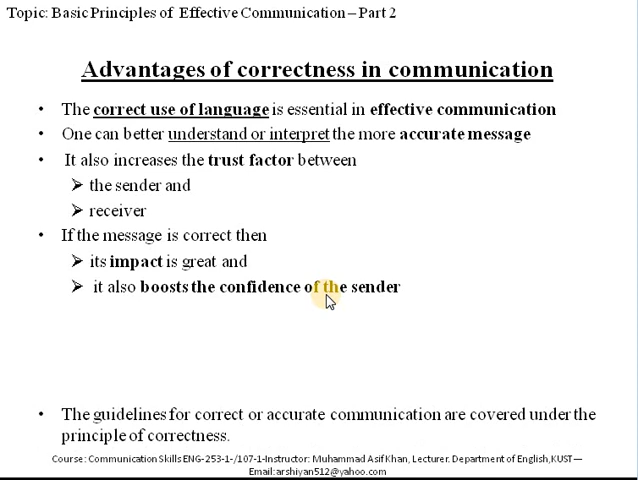 Topic: Basic Principles of Effective Communication – Part 2
Advantages of correctness in communication
• The correct use of language is essential in effective communication
• One can better understand or interpret the more accurate message
• It also increases the trust factor between
➢ the sender and
➢ receiver
• If the message is correct then
➢ its impact is great and
➢ it also boosts the confidence of the sender
• The guidelines for correct or accurate communication are covered under the
principle of correctness.
Course: Communication Skills ENG-253-1-/107-1-Instructor: Muhammad Asif Khan, Lecturer. Department of English,KUST—
Email:arshiyan512@yahoo.com